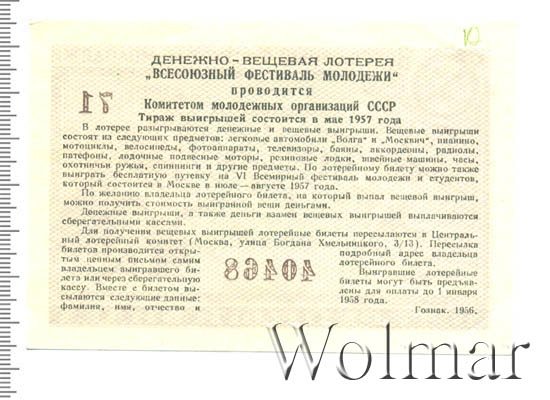 ДЕНЕЖНО-ВЕЩЕВАЯ ЛОТЕРЕЯ
„ВСЕСОЮЗНЫЙ ФЕСТИВАЛЬ МОЛОДЕЖИ“
проводится
Комитетом молодежных организаций СССР
Тираж выигрышей состоится в мае 1957 года
71
В лотерее разыгрываются денежные и вещевые выигрыши. Вещевые выигрыши
состоят из следующих предметов: легковые автомобили „Волга“ и „Москвич“, пианино,
мотоциклы, велосипеды, фотоаппараты, телевизоры, баяны, аккордеоны, радиолы,
патефоны, лодочные подвесные моторы, резиновые лодки, швейные машины, часы,
охотничьи ружья, спиннинги и другие предметы. По лотерейному билету можно также
выиграть бесплатную путевку на VI Всемирный фестиваль молодежи и студентов,
который состоится в Москве в июле—августе 1957 года.
По желанию владельца лотерейного билета, на который выпал вещевой выигрыш,
можно получить стоимость выигранной вещи деньгами.
Денежные выигрыши, а также деньги взамен вещевых выигрышей выплачиваются
сберегательными кассами.
Для получения вещевых выигрышей лотерейные билеты пересылаются в Централь-
ный лотерейный комитет (Москва, улица Богдана Хмельницкого, 3/13). Пересылка
билетов производится откры-
тым ценным письмом самим
владельцем выигравшего би-
лета или через сберегательную
кассу. Вместе с билетом вы-
сылаются следующие данные:
фамилия, имя, отчество и
40468
подробный адрес владельца
лотерейного билета.
Выигравшие лотерейные
билеты могут быть предъявле-
ны для оплаты до 1 января
1958 года.
Гознак. 1956.
Wolmar